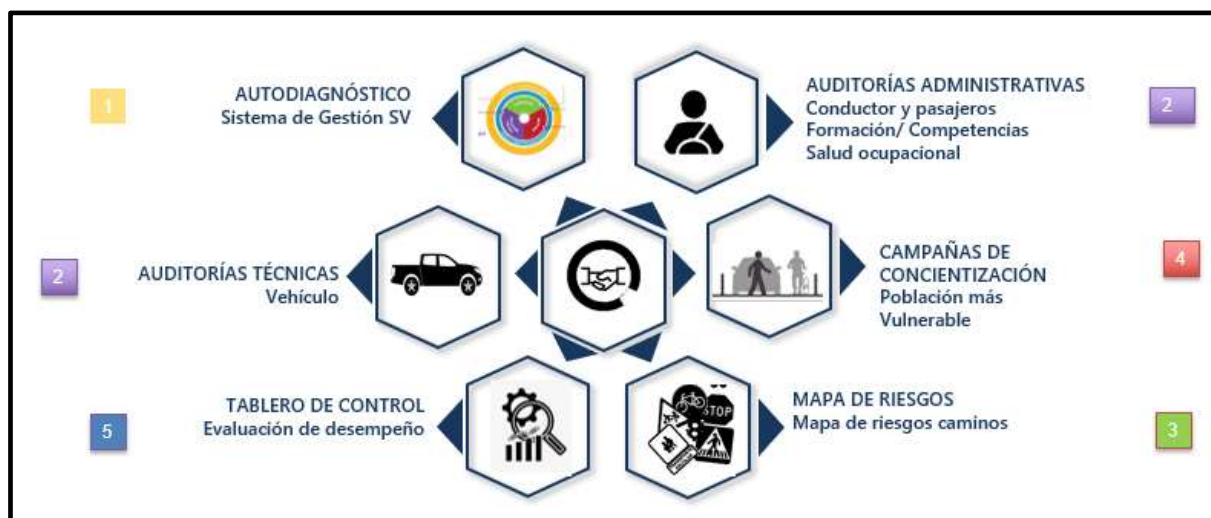 1
AUTODIAGNÓSTICO
Sistema de Gestión SV
AUDITORÍAS ADMINISTRATIVAS
Conductor y pasajeros
Formación/ Competencias
Salud ocupacional
2
2
AUDITORÍAS TÉCNICAS
Vehículo
CAMPAÑAS DE
CONCIENTIZACIÓN
Población más
Vulnerable
4
5
TABLERO DE CONTROL
Evaluación de desempeño
STOP
MAPA DE RIESGOS
Mapa de riesgos caminos
3